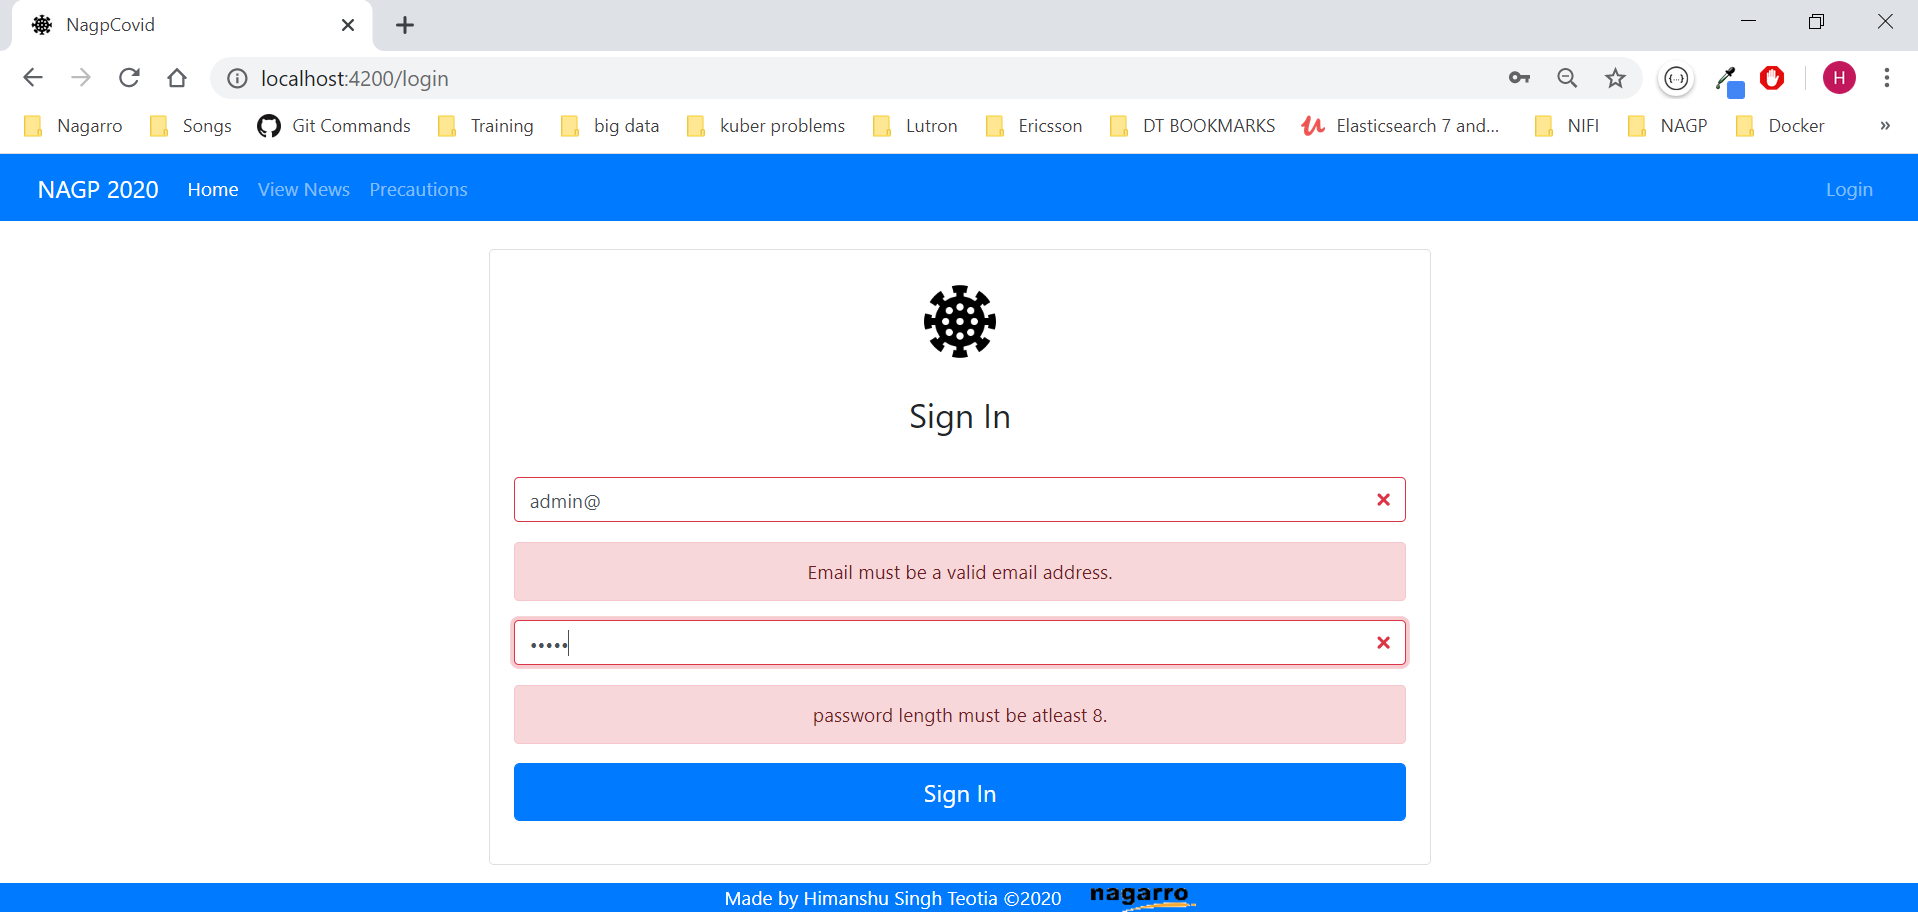 NagpCovid
localhost:4200/login
H
Nagarro Songs Git Commands Training big data kuber problems Lutron Ericsson DT BOOKMARKS Elasticsearch 7 and... NIFI NAGP Docker »
NAGP 2020 Home View News Precautions Login
Sign In
admin@
Email must be a valid email address.
•••••
password length must be atleast 8.
Sign In
Made by Himanshu Singh Teotia ©2020 nagarro